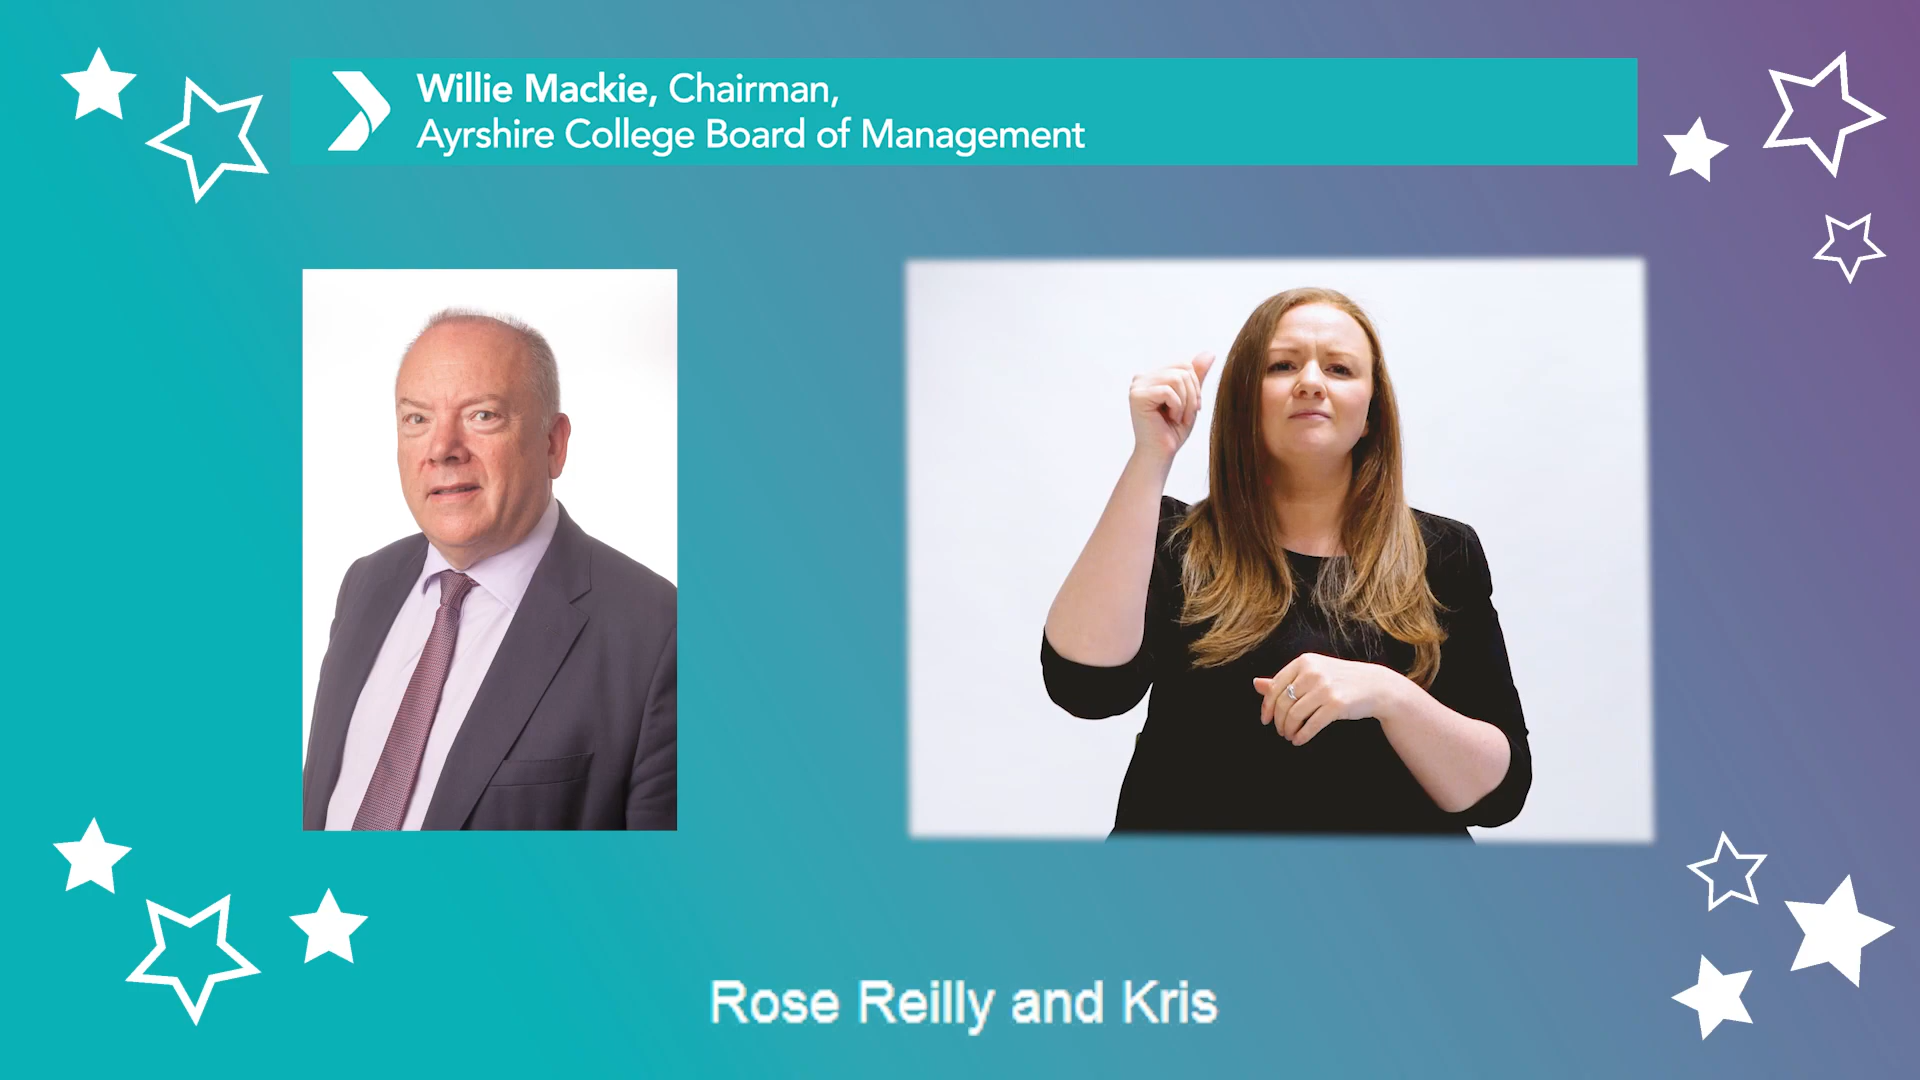 Willie Mackie, Chairman,
Ayrshire College Board of Management
Rose Reilly and Kris